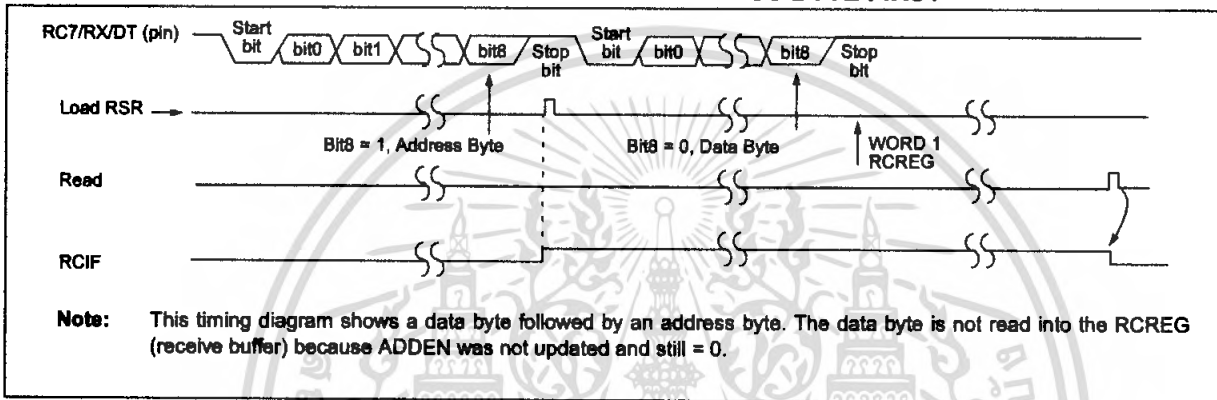 RC7/RX/DT (pin)
Start bit
bit0
bit1
bit8
Stop bit
Start bit
bit0
bit8
Stop bit
Load RSR
Bit8 = 1, Address Byte
Bit8 = 0, Data Byte
WORD 1
RCREG
Read
RCIF
Note: This timing diagram shows a data byte followed by an address byte. The data byte is not read into the RCREG
(receive buffer) because ADDEN was not updated and still = 0.